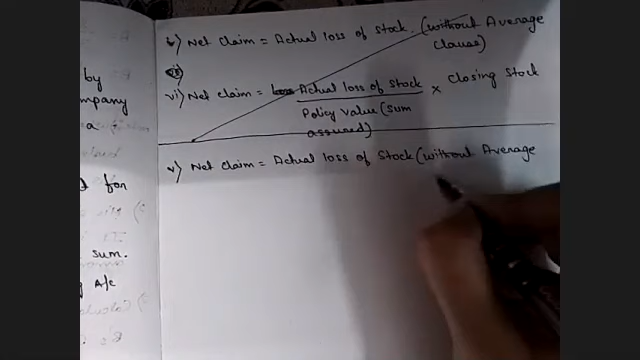 by
company
a
for
sum.
A/c
v) Net claim = Actual loss of stock. (without Average
clause)
vi) Net claim = Actual loss of stock × closing stock
Policy value (sum
assured)
v) Net claim = Actual loss of stock (without Average